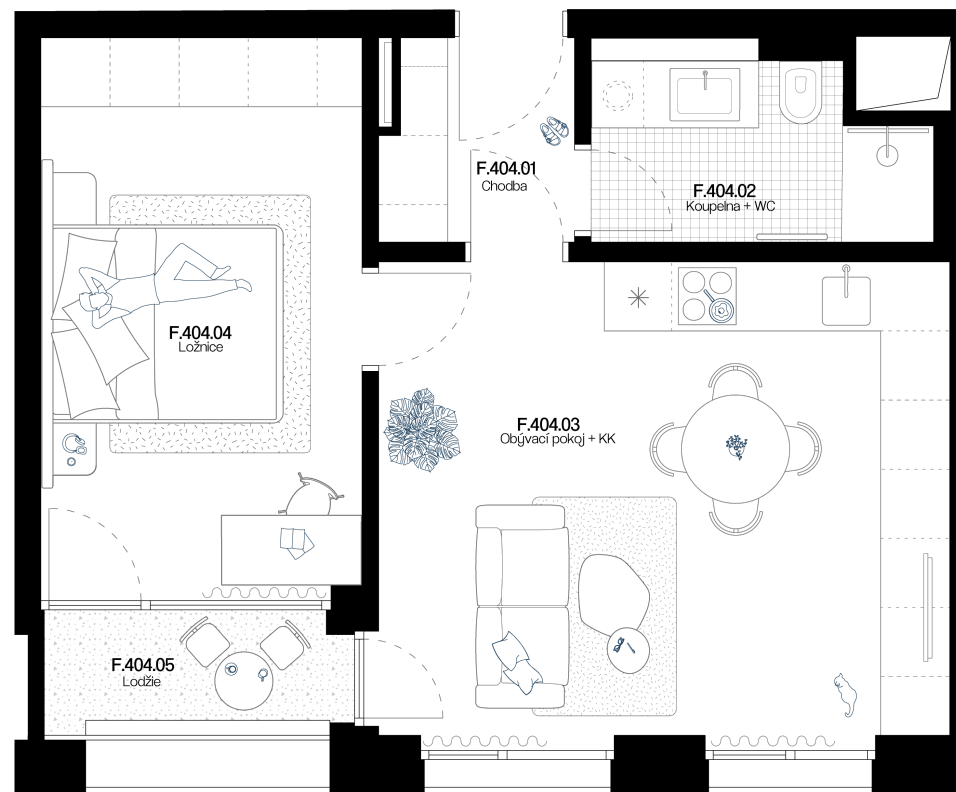 F.404.01
Chodba
F.404.02
Koupelna + WC
F.404.04
Ložnice
F.404.03
Obývací pokoj + KK
F.404.05
Lodžie